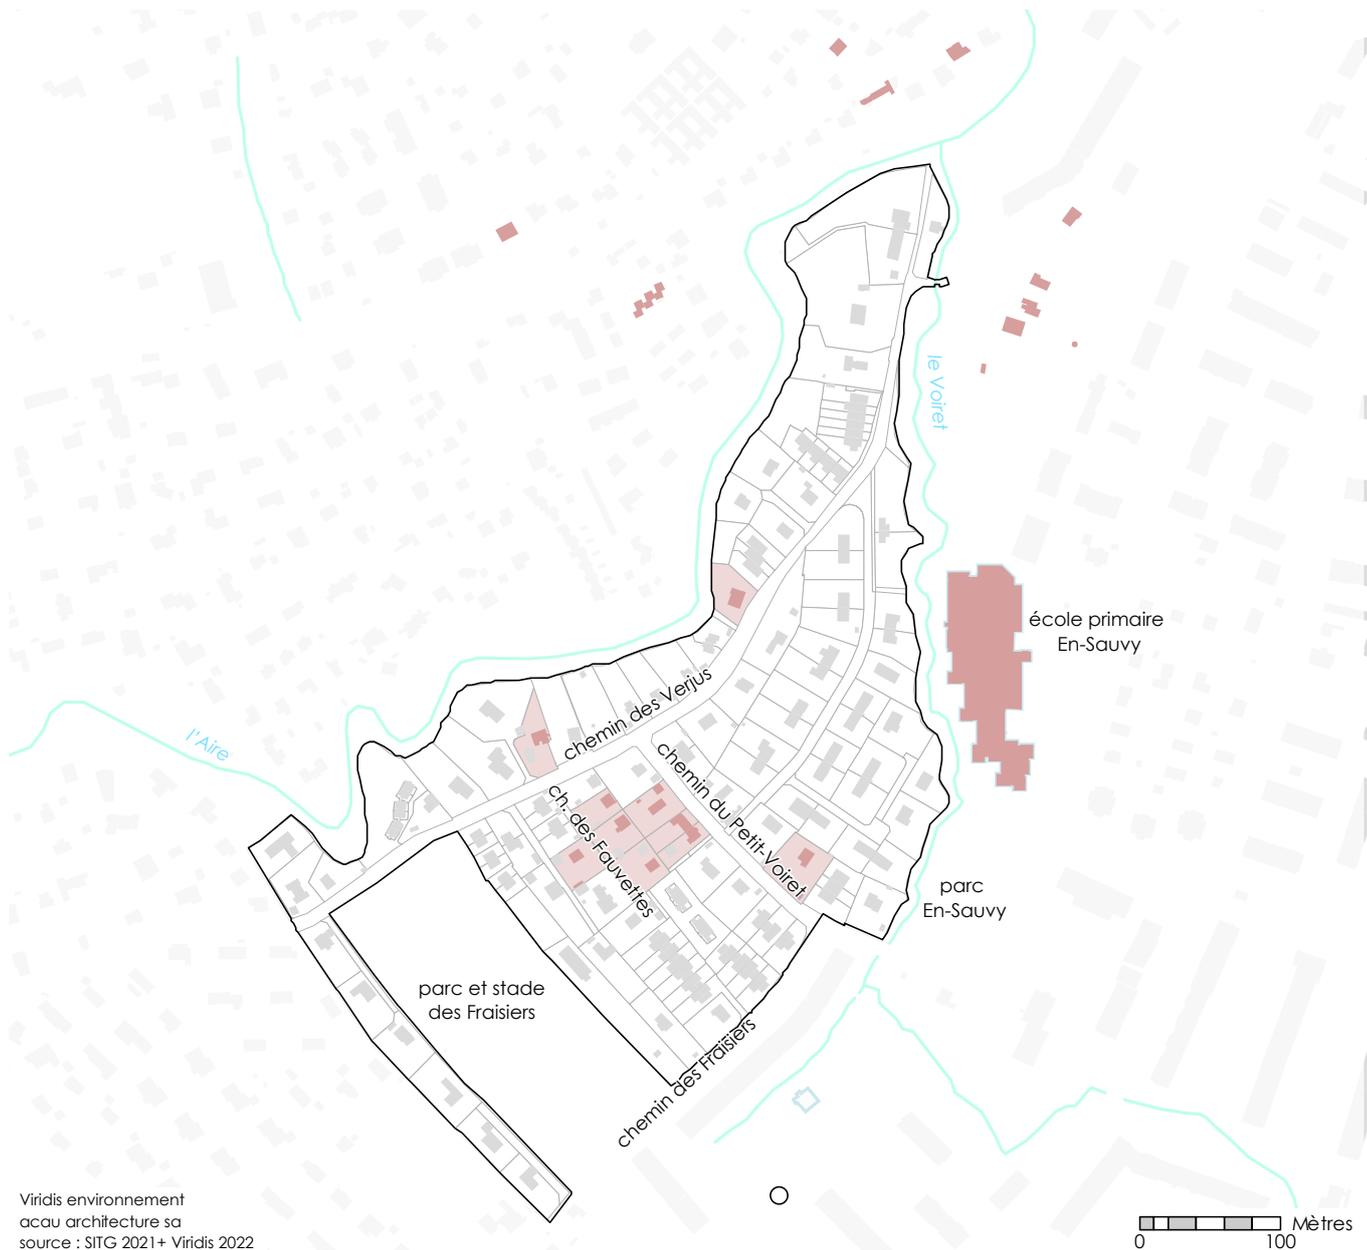 le Voiret
école primaire
En-Sauvy
chemin des Verjus
l'Aire
chemin du Petit-Voiret
ch. des Fauvettes
parc
En-Sauvy
parc et stade
des Fraisiers
chemin des Fraisiers
Viridis environnement
acau architecture sa
source : SITG 2021+ Viridis 2022
Mètres
0 100